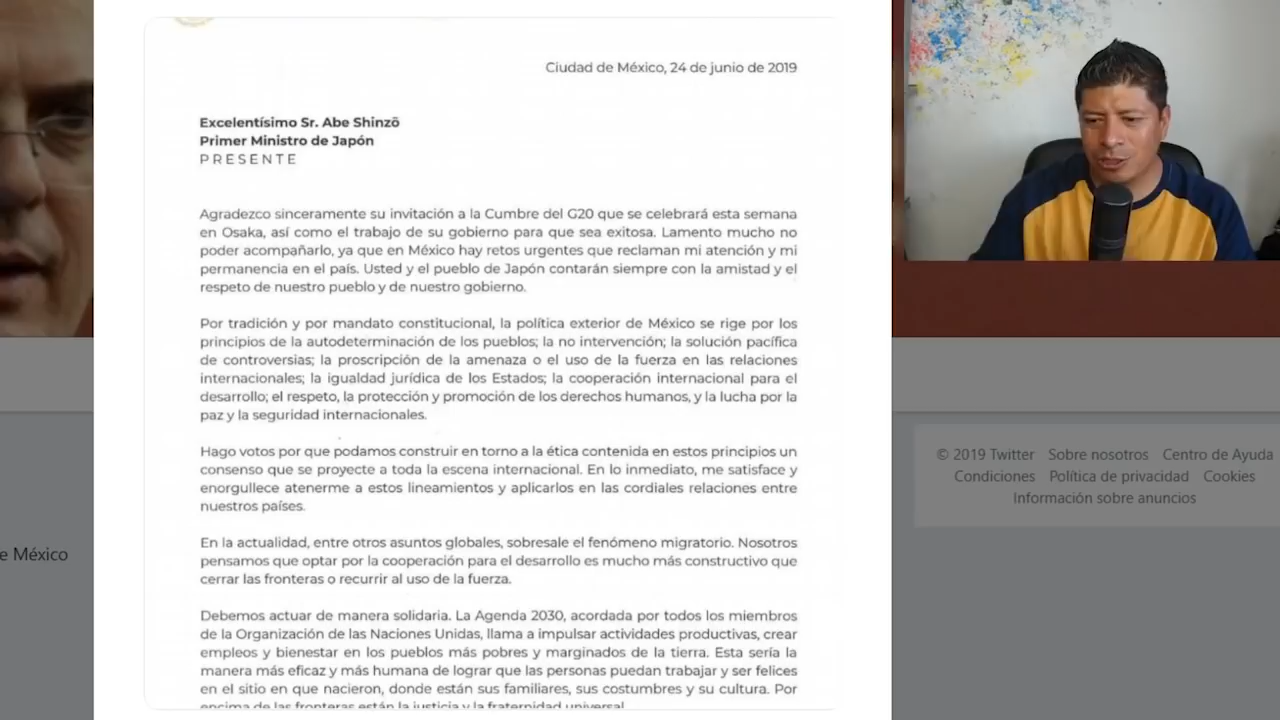 Ciudad de México, 24 de junio de 2019
Excelentísimo Sr. Abe Shinzō
Primer Ministro de Japón
PRESENTE
Agradezco sinceramente su invitación a la Cumbre del G20 que se celebrará esta semana
en Osaka, así como el trabajo de su gobierno para que sea exitosa. Lamento mucho no
poder acompañarlo, ya que en México hay retos urgentes que reclaman mi atención y mi
permanencia en el país. Usted y el pueblo de Japón contarán siempre con la amistad y el
respeto de nuestro pueblo y de nuestro gobierno.
Por tradición y por mandato constitucional, la política exterior de México se rige por los
principios de la autodeterminación de los pueblos; la no intervención; la solución pacífica
de controversias; la proscripción de la amenaza o el uso de la fuerza en las relaciones
internacionales; la igualdad jurídica de los Estados; la cooperación internacional para el
desarrollo; el respeto, la protección y promoción de los derechos humanos, y la lucha por la
paz y la seguridad internacionales.
Hago votos por que podamos construir en torno a la ética contenida en estos principios un
consenso que se proyecte a toda la escena internacional. En lo inmediato, me satisface y
enorgullece atenerme a estos lineamientos y aplicarlos en las cordiales relaciones entre
nuestros países.
En la actualidad, entre otros asuntos globales, sobresale el fenómeno migratorio. Nosotros
pensamos que optar por la cooperación para el desarrollo es mucho más constructivo que
cerrar las fronteras o recurrir al uso de la fuerza.
Debemos actuar de manera solidaria. La Agenda 2030, acordada por todos los miembros
de la Organización de las Naciones Unidas, llama a impulsar actividades productivas, crear
empleos y bienestar en los pueblos más pobres y marginados de la tierra. Esta sería la
manera más eficaz y más humana de lograr que las personas puedan trabajar y ser felices
en el sitio en que nacieron, donde están sus familiares, sus costumbres y su cultura. Por
encima de las fronteras están la justicia y la fraternidad universal.
e México
© 2019 Twitter Sobre nosotros Centro de Ayuda
Condiciones Política de privacidad Cookies
Información sobre anuncios